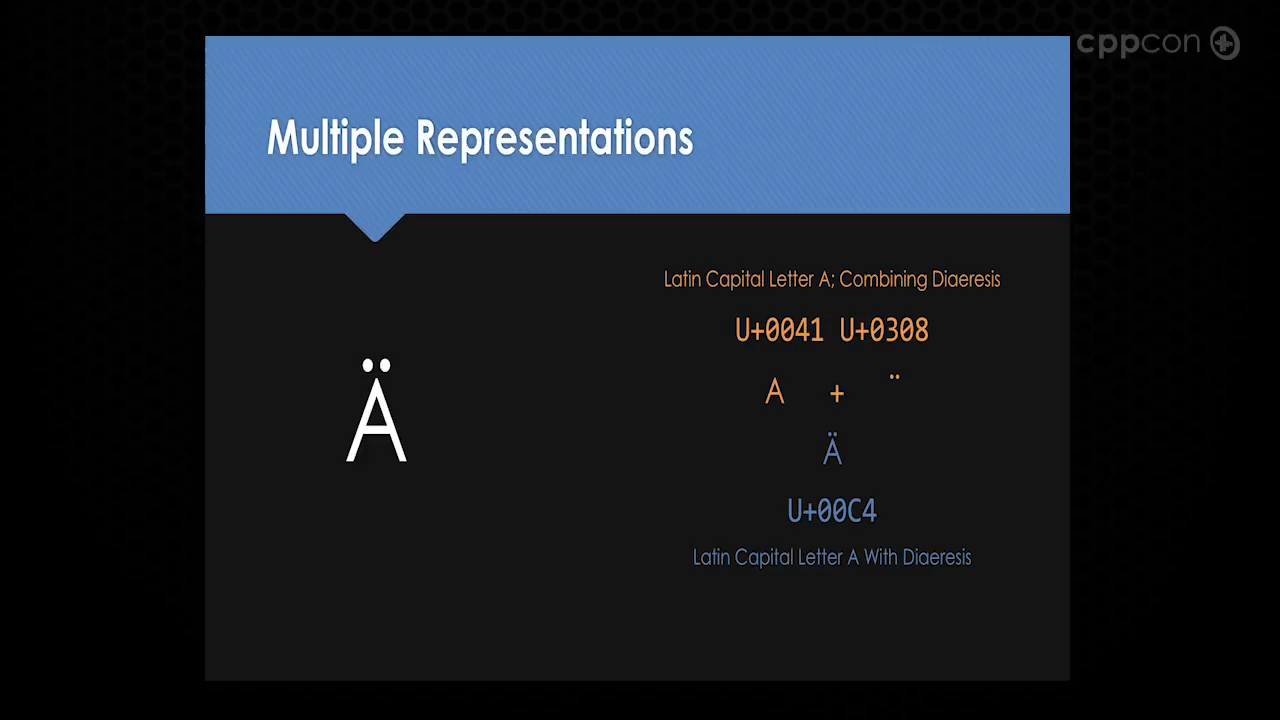 cppcon
Multiple Representations
Ä
Latin Capital Letter A; Combining Diaeresis
U+0041 U+0308
A + ¨
Ä
U+00C4
Latin Capital Letter A With Diaeresis